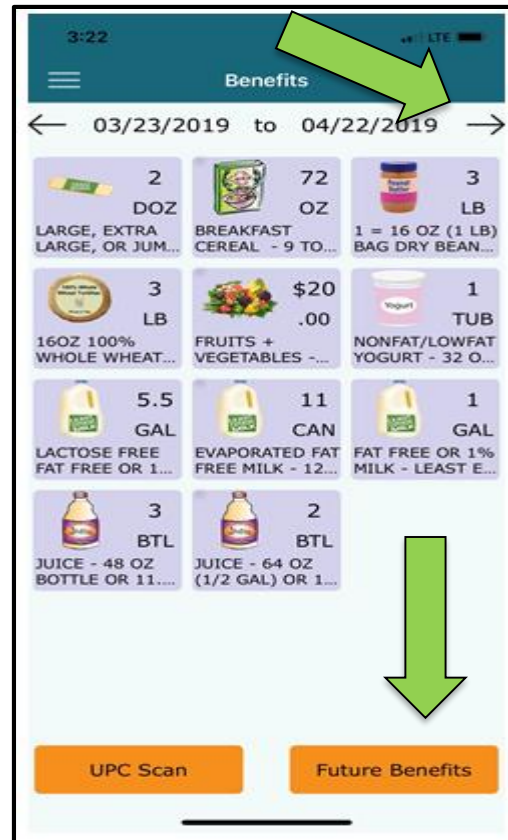 3:22
LTE
Benefits
← 03/23/2019 to 04/22/2019 →
2
DOZ
LARGE, EXTRA
LARGE, OR JUM...
72
OZ
BREAKFAST
CEREAL - 9 TO...
Peanut
Butter
3
LB
1 = 16 OZ (1 LB)
BAG DRY BEAN...
3
LB
16OZ 100%
WHOLE WHEAT...
$20
.00
FRUITS +
VEGETABLES -...
Yogurt
1
TUB
NONFAT/LOWFAT
YOGURT - 32 O...
5.5
GAL
LACTOSE FREE
FAT FREE OR 1...
11
CAN
EVAPORATED FAT
FREE MILK - 12...
1
GAL
FAT FREE OR 1%
MILK - LEAST E...
3
BTL
JUICE - 48 OZ
BOTTLE OR 11....
2
BTL
JUICE - 64 OZ
(1/2 GAL) OR 1...
UPC Scan
Future Benefits